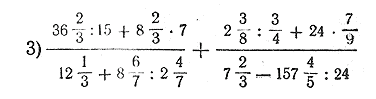 3) (36 2/3 : 15 + 8 2/3 · 7) / (12 1/3 + 8 6/7 : 2 4/7) + (2 3/8 : 3/4 + 24 · 7/9) / (7 2/3 — 157 4/5 : 24)